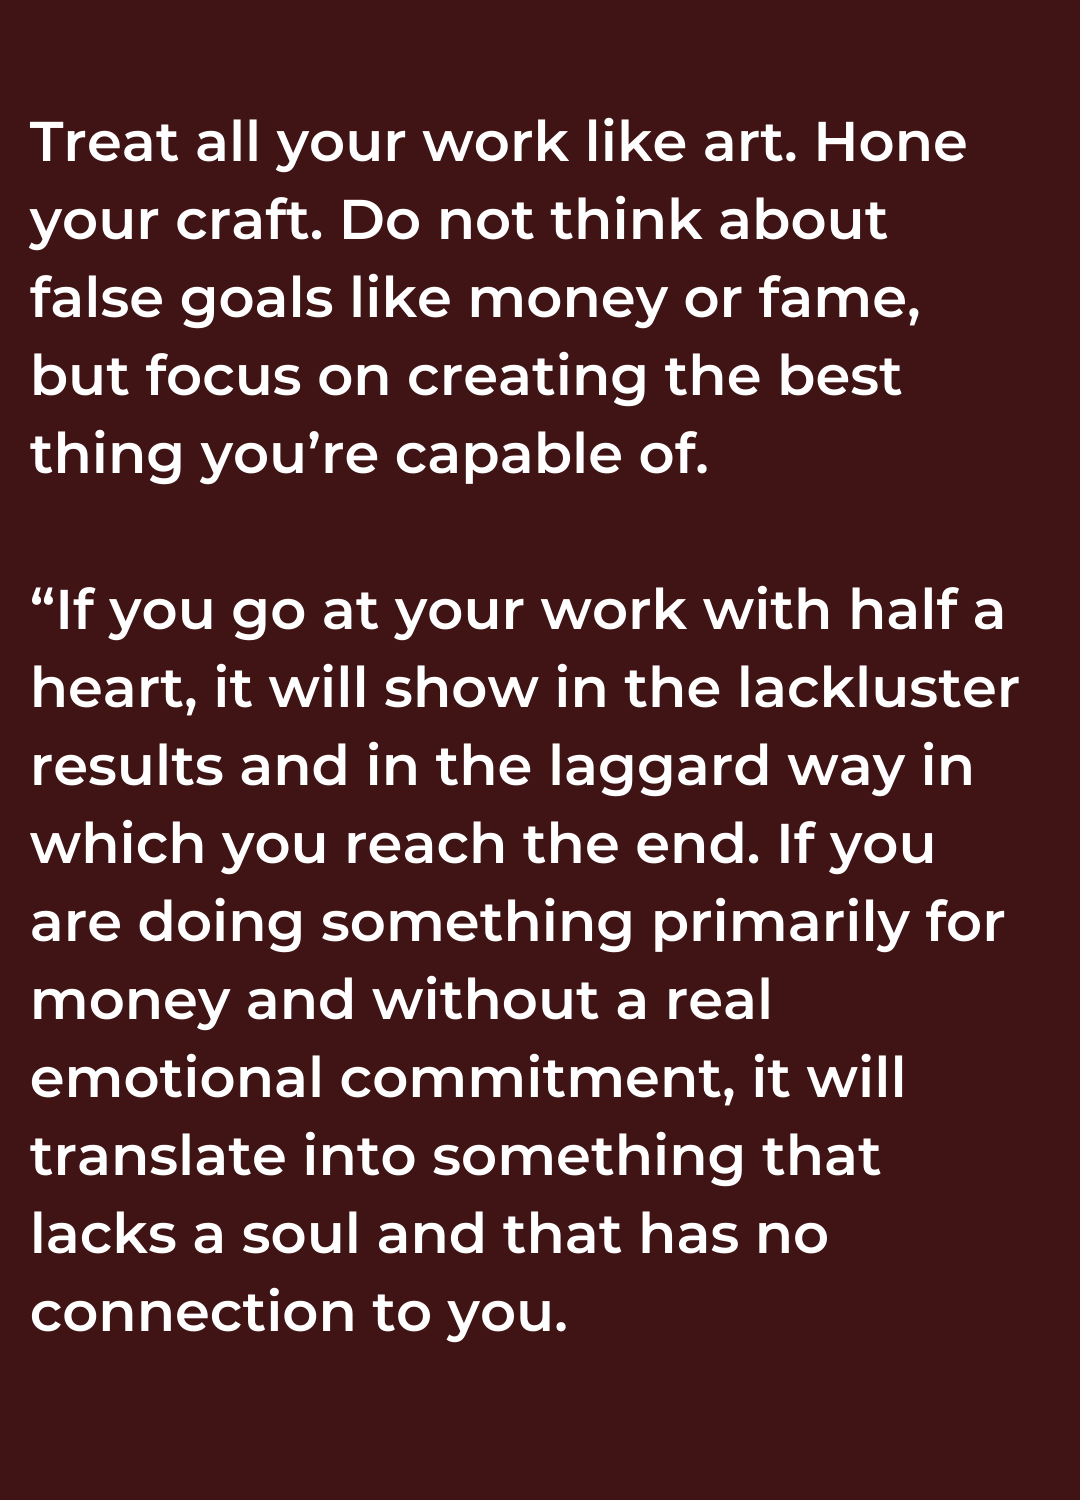 Treat all your work like art. Hone
your craft. Do not think about
false goals like money or fame,
but focus on creating the best
thing you’re capable of.
“If you go at your work with half a
heart, it will show in the lackluster
results and in the laggard way in
which you reach the end. If you
are doing something primarily for
money and without a real
emotional commitment, it will
translate into something that
lacks a soul and that has no
connection to you.